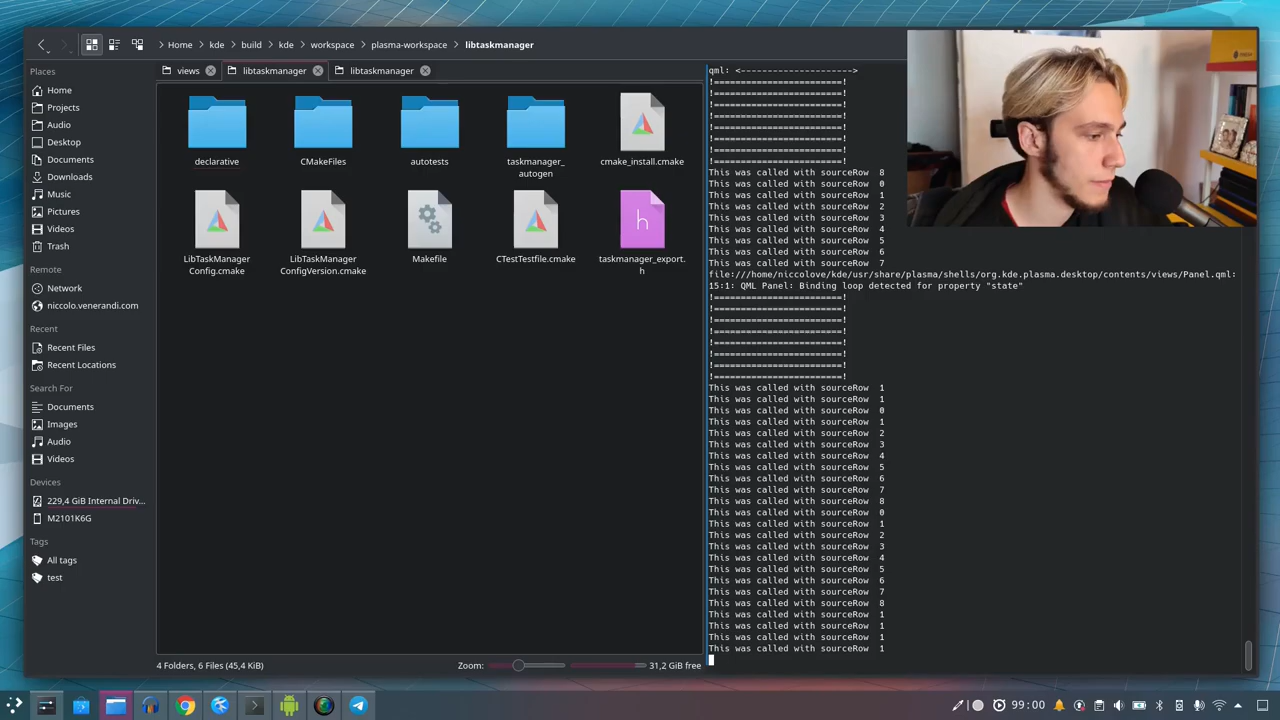 Home
kde
build
kde
workspace
plasma-workspace
libtaskmanager
Places
Home
Projects
Audio
Desktop
Documents
Downloads
Music
Pictures
Videos
Trash
Remote
Network
niccolo.venerandi.com
Recent
Recent Files
Recent Locations
Search For
Documents
Images
Audio
Videos
Devices
229,4 GiB Internal Driv...
M2101K6G
Tags
All tags
test
views
libtaskmanager
libtaskmanager
declarative
CMakeFiles
autotests
taskmanager_
autogen
cmake_install.cmake
LibTaskManager
Config.cmake
LibTaskManager
ConfigVersion.cmake
Makefile
CTestTestfile.cmake
h
taskmanager_export.
h
4 Folders, 6 Files (45,4 KiB)
Zoom:
31,2 GiB free
qml: <--------------------->
!========================!
!========================!
!========================!
!========================!
!========================!
!========================!
!========================!
!========================!
This was called with sourceRow  8
This was called with sourceRow  0
This was called with sourceRow  1
This was called with sourceRow  2
This was called with sourceRow  3
This was called with sourceRow  4
This was called with sourceRow  5
This was called with sourceRow  6
This was called with sourceRow  7
file:///home/niccolove/kde/usr/share/plasma/shells/org.kde.plasma.desktop/contents/views/Panel.qml:
15:1: QML Panel: Binding loop detected for property "state"
!========================!
!========================!
!========================!
!========================!
!========================!
!========================!
!========================!
!========================!
This was called with sourceRow  1
This was called with sourceRow  1
This was called with sourceRow  0
This was called with sourceRow  1
This was called with sourceRow  2
This was called with sourceRow  3
This was called with sourceRow  4
This was called with sourceRow  5
This was called with sourceRow  6
This was called with sourceRow  7
This was called with sourceRow  8
This was called with sourceRow  0
This was called with sourceRow  1
This was called with sourceRow  2
This was called with sourceRow  3
This was called with sourceRow  4
This was called with sourceRow  5
This was called with sourceRow  6
This was called with sourceRow  7
This was called with sourceRow  8
This was called with sourceRow  1
This was called with sourceRow  1
This was called with sourceRow  1
This was called with sourceRow  1
99:00